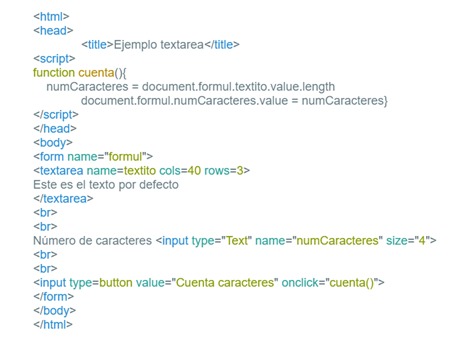 <html>
<head>
<title>Ejemplo textarea</title>
<script>
function cuenta(){
numCaracteres = document.formul.textito.value.length
document.formul.numCaracteres.value = numCaracteres}
</script>
</head>
<body>
<form name="formul">
<textarea name=textito cols=40 rows=3>
Este es el texto por defecto
</textarea>
<br>
<br>
Número de caracteres <input type="Text" name="numCaracteres" size="4">
<br>
<br>
<input type=button value="Cuenta caracteres" onclick="cuenta()">
</form>
</body>
</html>